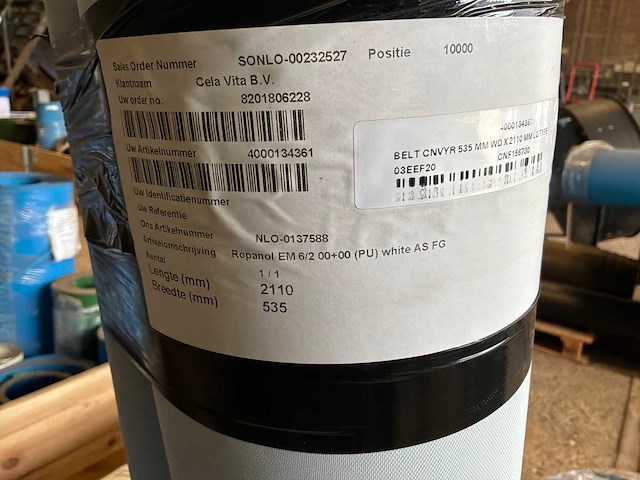 Sales Order Nummer SONLO-00232527 Positie 10000
Klantnaam Cela Vita B.V.
Uw order no. 8201806228
Uw Artikelnummer 4000134361
Uw Identificatienummer
Uw Referentie
Ons Artikelnummer NLO-0137588
Artikelomschrijving Ropanol EM 6/2 00+00 (PU) white AS FG
Aantal 1 / 1
Lengte (mm) 2110
Breedte (mm) 535
4000134361
BELT CNVYR 535 MM WD X 2110 MM
03EEF20 CNF156730